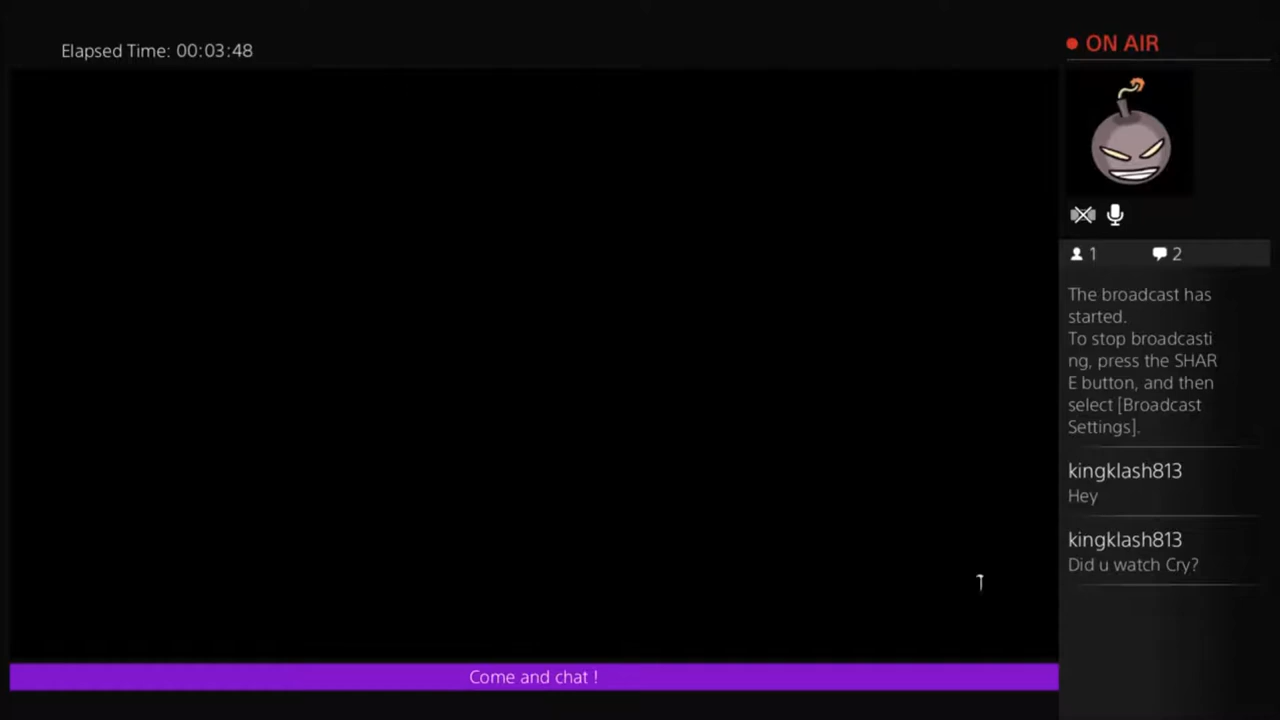 Elapsed Time: 00:03:48
ON AIR
1
2
The broadcast has
started.
To stop broadcasti
ng, press the SHAR
E button, and then
select [Broadcast
Settings].
kingklash813
Hey
kingklash813
Did u watch Cry?
Come and chat !